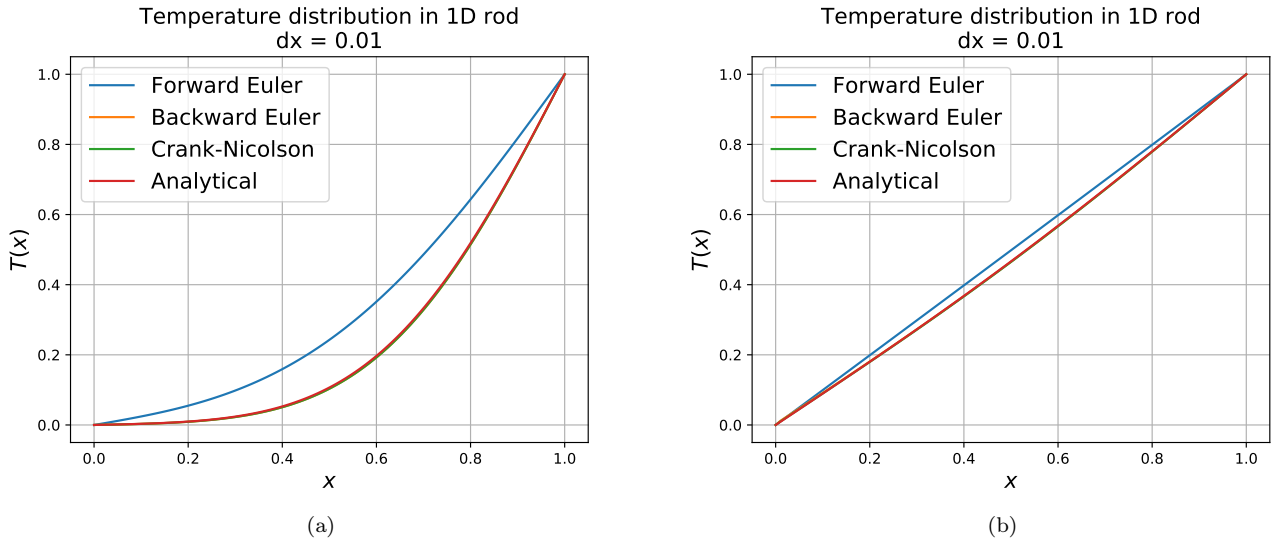 Temperature distribution in 1D rod
dx = 0.01
Forward Euler
Backward Euler
Crank-Nicolson
Analytical
1.0
0.8
0.6
0.4
0.2
0.0
T(x)
0.0 0.2 0.4 0.6 0.8 1.0
x
(a)
Temperature distribution in 1D rod
dx = 0.01
Forward Euler
Backward Euler
Crank-Nicolson
Analytical
1.0
0.8
0.6
0.4
0.2
0.0
T(x)
0.0 0.2 0.4 0.6 0.8 1.0
x
(b)